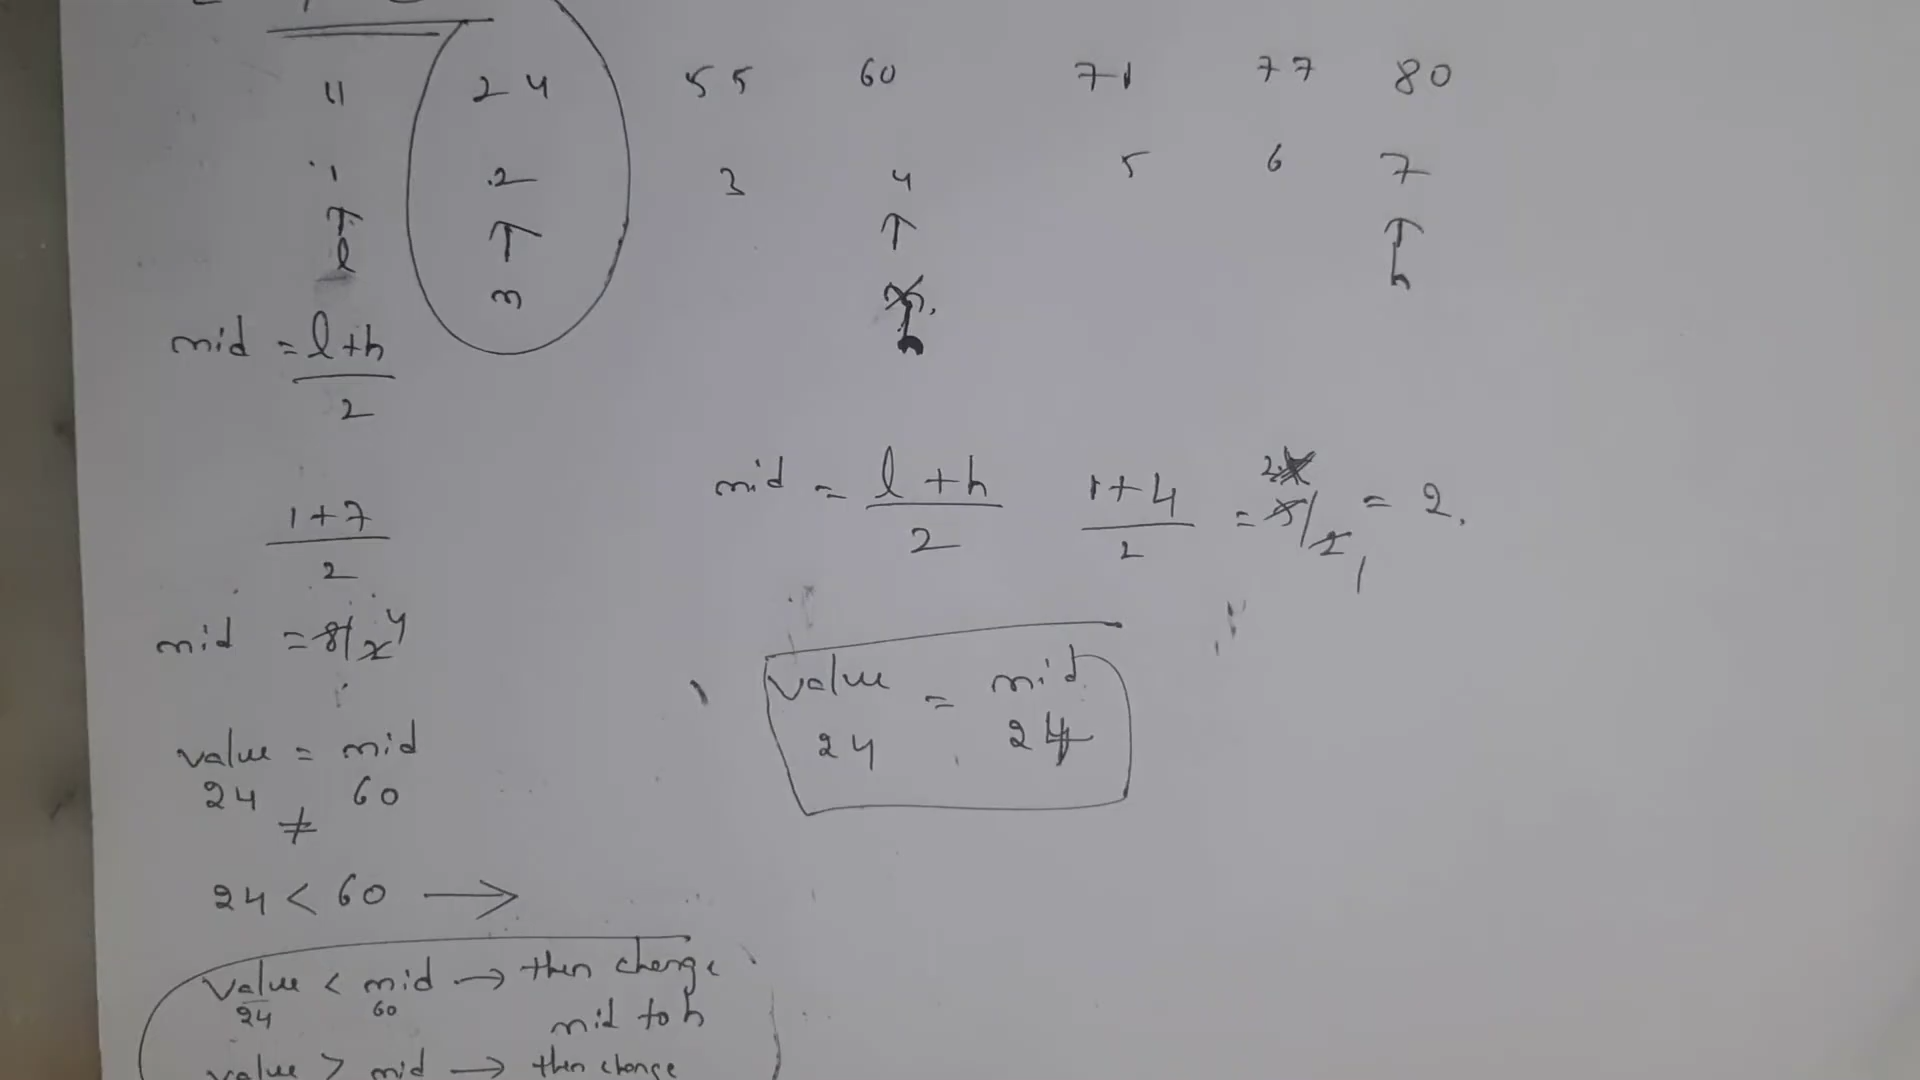 11 24 55 60 71 77 80
1 2 3 4 5 6 7
↑ ↑ ↑ ↑
l m h h
mid = l+h
2
mid = l+h 1+4 = 5/2 = 2.
2 2
1+7
2
mid = 8/2 4
value = mid
24 24
value = mid
24 ≠ 60
24 < 60 →
value < mid → then change
24 60 mid to h
value > mid → then change